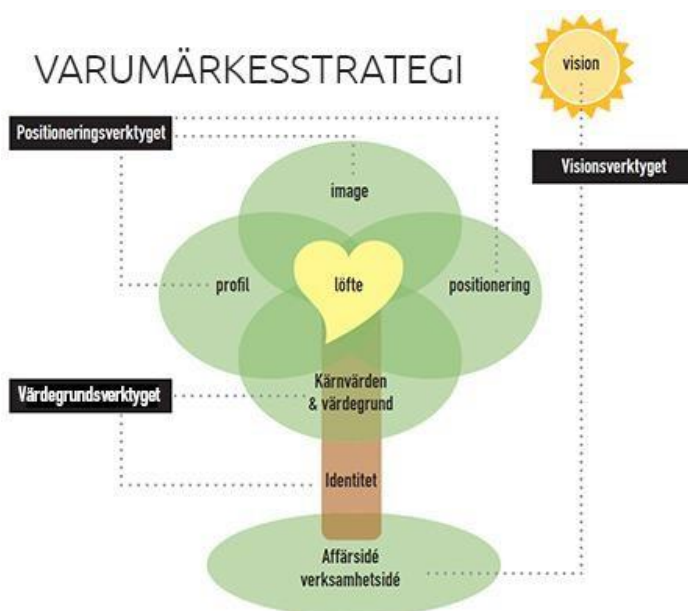 VARUMÄRKESSTRATEGI
vision
Positioneringsverktyget
Visionsverktyget
image
profil
löfte
positionering
Värdegrundsverktyget
Kärnvärden
& värdegrund
Identitet
Affärsidé
verksamhetsidé